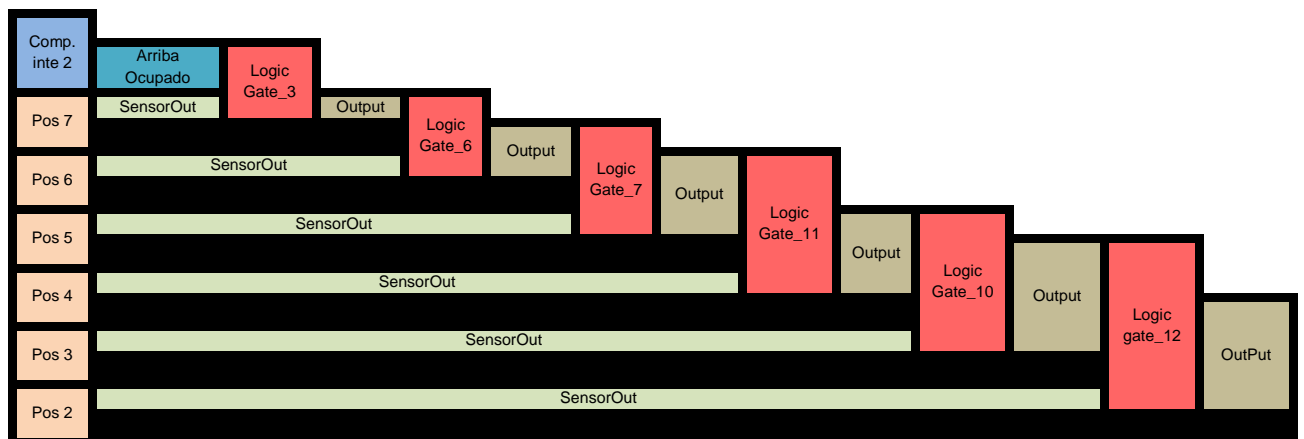 Comp.
inte 2
Arriba
Ocupado
Logic
Gate_3
Pos 7
SensorOut
Output
Logic
Gate_6
Output
Logic
Gate_7
Output
Logic
Gate_11
Pos 6
SensorOut
Pos 5
SensorOut
Output
Logic
Gate_10
Output
Logic
gate_12
OutPut
Pos 4
SensorOut
Pos 3
SensorOut
Pos 2
SensorOut